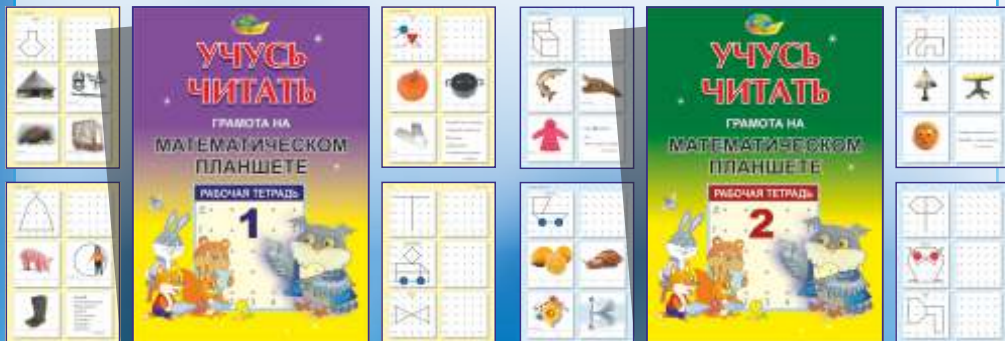 УЧУСЬ
ЧИТАТЬ
ГРАМОТА НА
МАТЕМАТИЧЕСКОМ
ПЛАНШЕТЕ
РАБОЧАЯ ТЕТРАДЬ
1
УЧУСЬ
ЧИТАТЬ
ГРАМОТА НА
МАТЕМАТИЧЕСКОМ
ПЛАНШЕТЕ
РАБОЧАЯ ТЕТРАДЬ
2